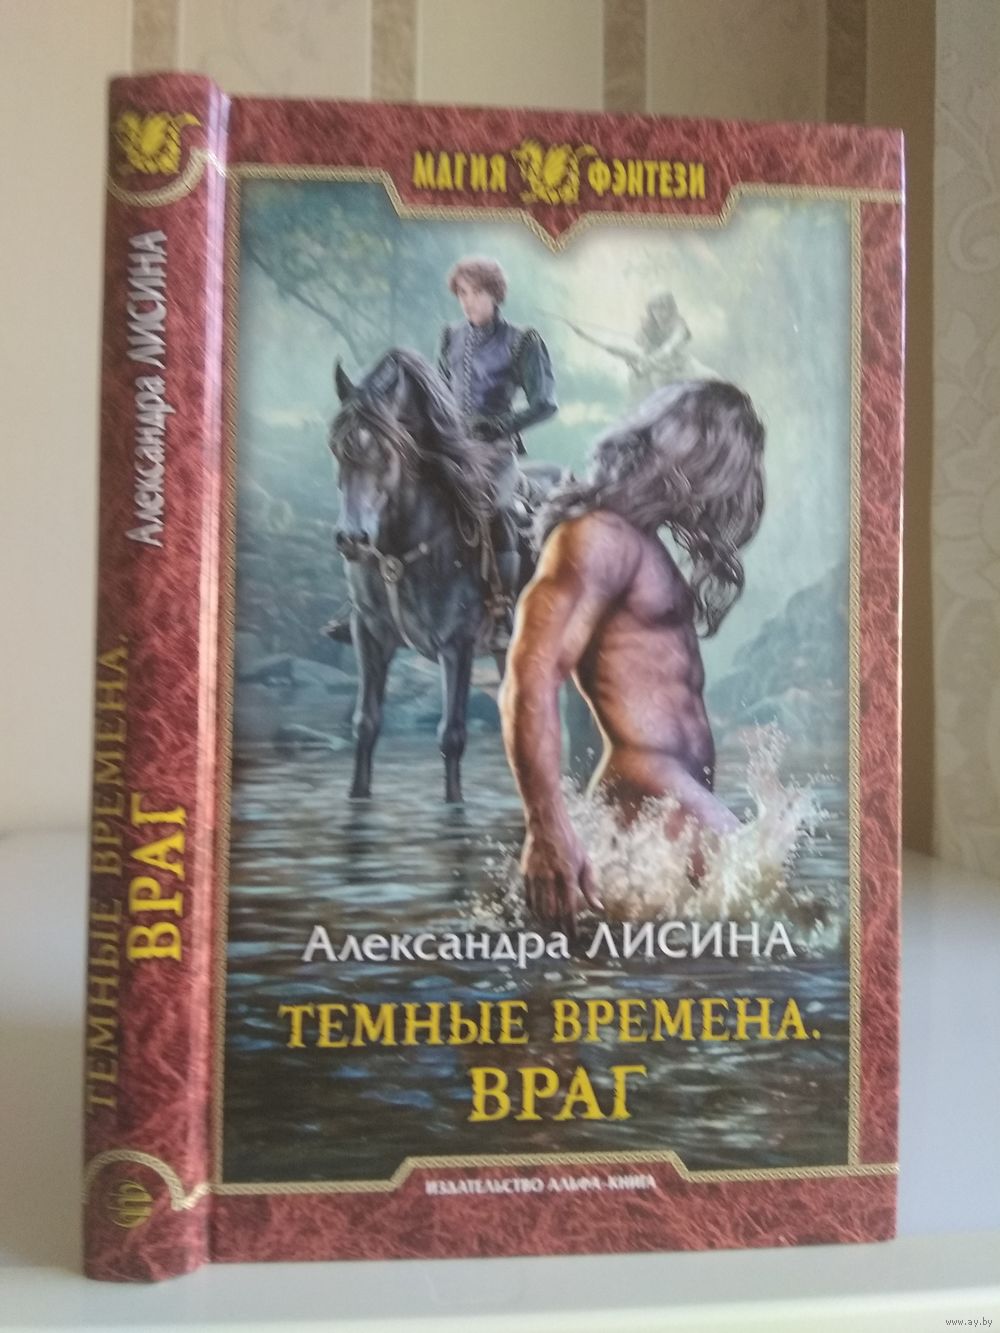 МАГИЯ ФЭНТЕЗИ
Александра ЛИСИНА
ТЕМНЫЕ ВРЕМЕНА.
ВРАГ
ИЗДАТЕЛЬСТВО АЛЬФА-КНИГА
Александра ЛИСИНА
ТЕМНЫЕ ВРЕМЕНА.
ВРАГ
www.ay.by